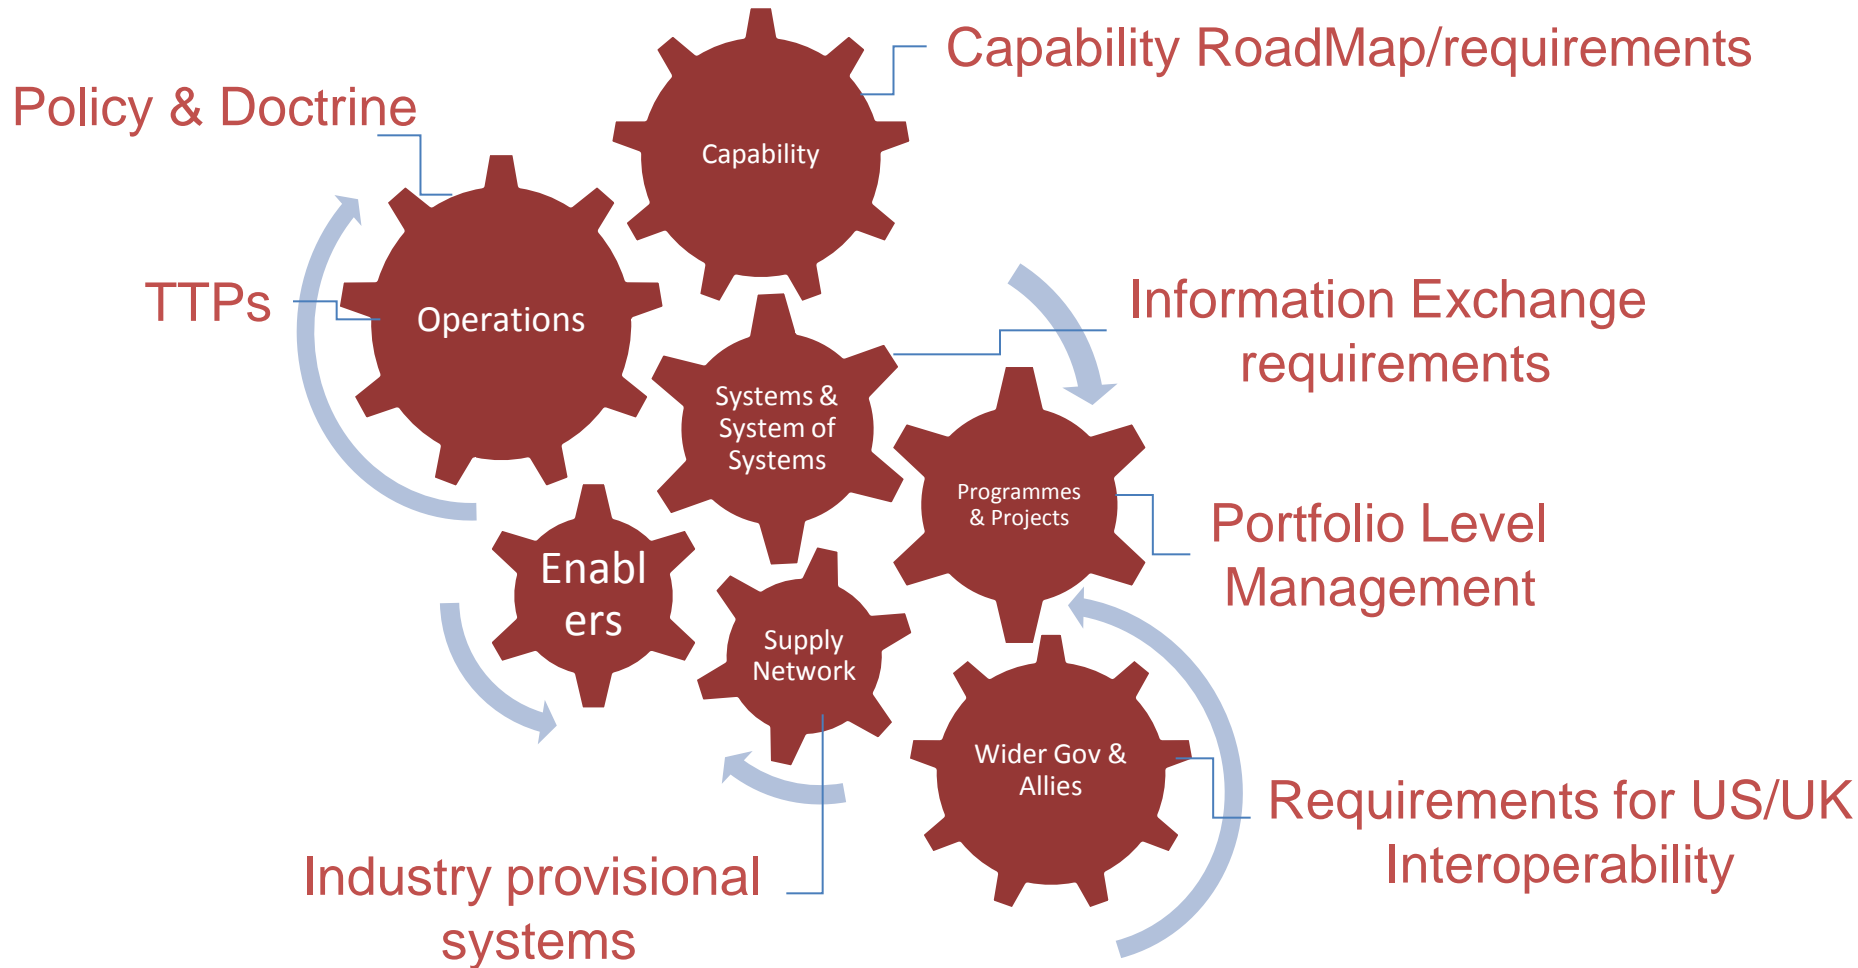 Capability RoadMap/requirements
Policy & Doctrine
Capability
TTPs
Operations
Information Exchange
requirements
Systems &
System of
Systems
Programmes
& Projects
Portfolio Level
Management
Enabl
ers
Supply
Network
Wider Gov &
Allies
Requirements for US/UK
Interoperability
Industry provisional
systems